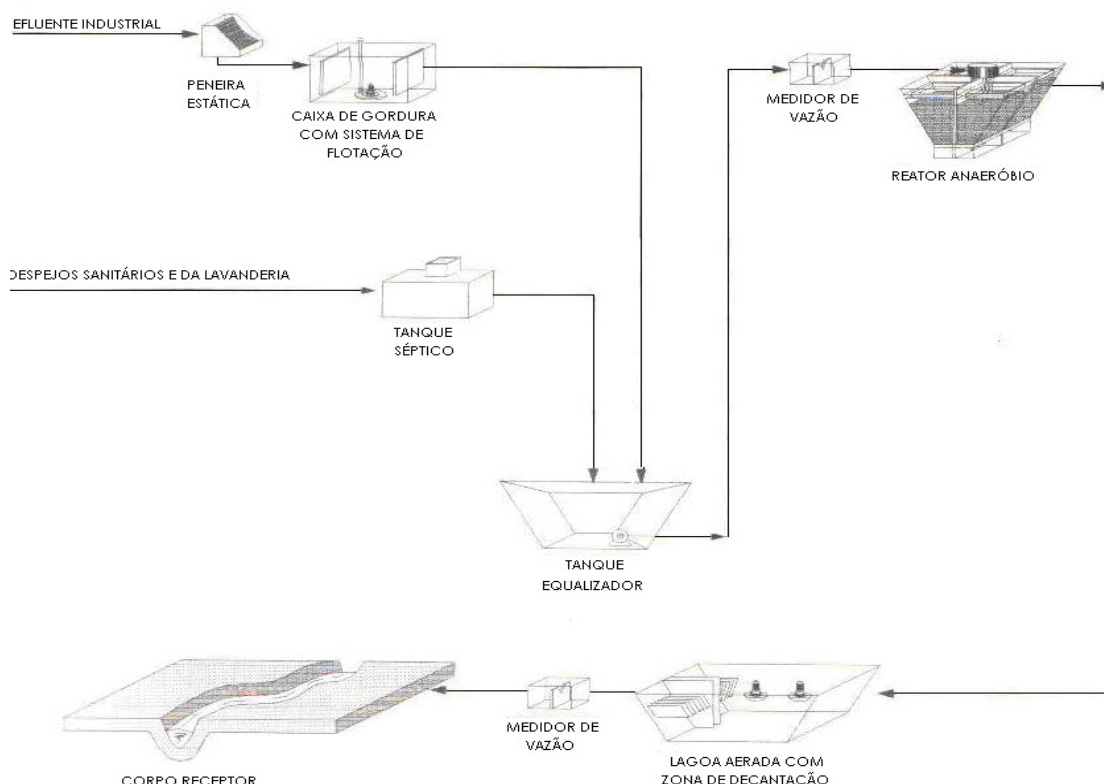 EFLUENTE INDUSTRIAL
PENEIRA
ESTÁTICA
CAIXA DE GORDURA
COM SISTEMA DE
FLOTAÇÃO
MEDIDOR DE
VAZÃO
REATOR ANAERÓBIO
DESPEJOS SANITÁRIOS E DA LAVANDERIA
TANQUE
SÉPTICO
TANQUE
EQUALIZADOR
CORPO RECEPTOR
MEDIDOR DE
VAZÃO
LAGOA AERADA COM
ZONA DE DECANTAÇÃO